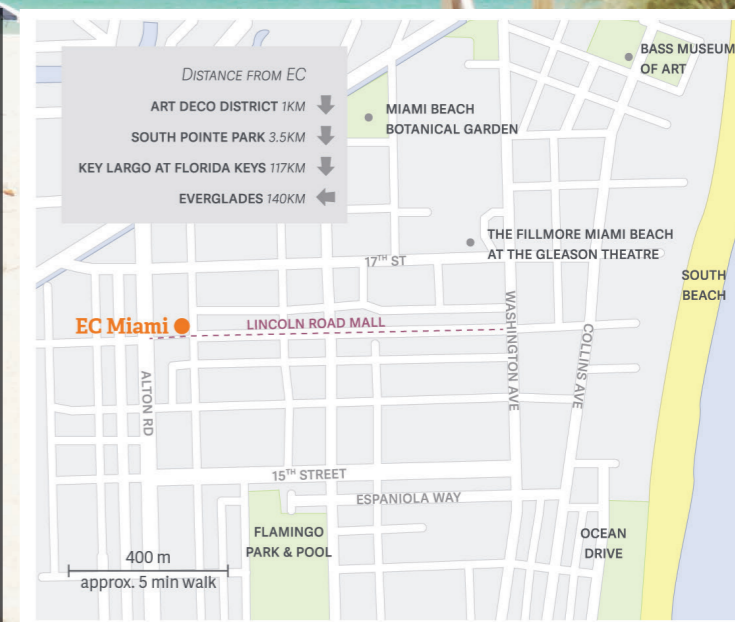 DISTANCE FROM EC
ART DECO DISTRICT 1KM
SOUTH POINTE PARK 3.5KM
KEY LARGO AT FLORIDA KEYS 117KM
EVERGLADES 140KM
BASS MUSEUM
OF ART
MIAMI BEACH
BOTANICAL GARDEN
THE FILLMORE MIAMI BEACH
AT THE GLEASON THEATRE
17TH ST
SOUTH
BEACH
EC Miami
LINCOLN ROAD MALL
WASHINGTON AVE
COLLINS AVE
ALTON RD
15TH STREET
ESPANIOLA WAY
FLAMINGO
PARK & POOL
OCEAN
DRIVE
400 m
approx. 5 min walk